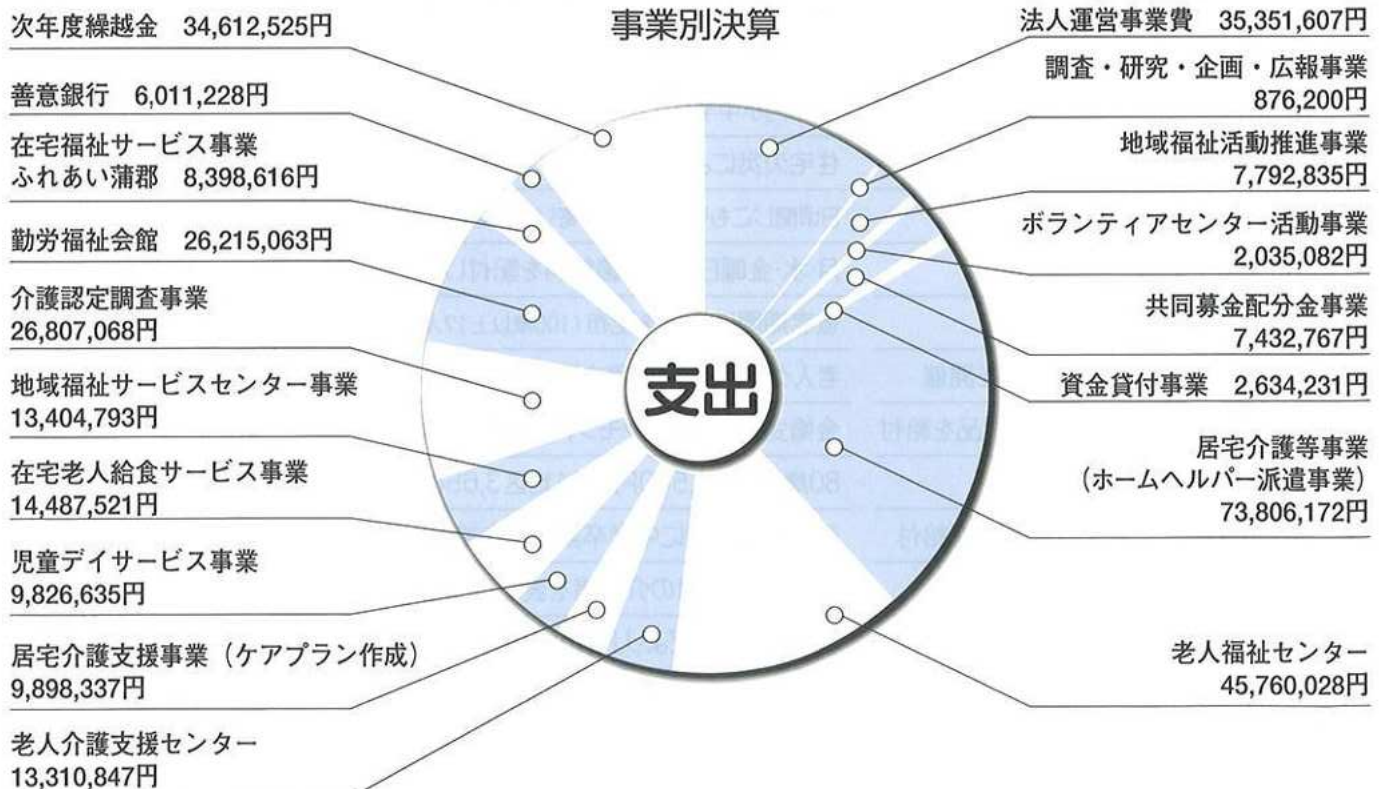 事業別決算
次年度繰越金 34,612,525円
善意銀行 6,011,228円
在宅福祉サービス事業
ふれあい蒲郡 8,398,616円
勤労福祉会館 26,215,063円
介護認定調査事業
26,807,068円
地域福祉サービスセンター事業
13,404,793円
在宅老人給食サービス事業
14,487,521円
児童デイサービス事業
9,826,635円
居宅介護支援事業（ケアプラン作成）
9,898,337円
老人介護支援センター
13,310,847円
支出
法人運営事業費 35,351,607円
調査・研究・企画・広報事業
876,200円
地域福祉活動推進事業
7,792,835円
ボランティアセンター活動事業
2,035,082円
共同募金配分金事業
7,432,767円
資金貸付事業 2,634,231円
居宅介護等事業
（ホームヘルパー派遣事業）
73,806,172円
老人福祉センター
45,760,028円